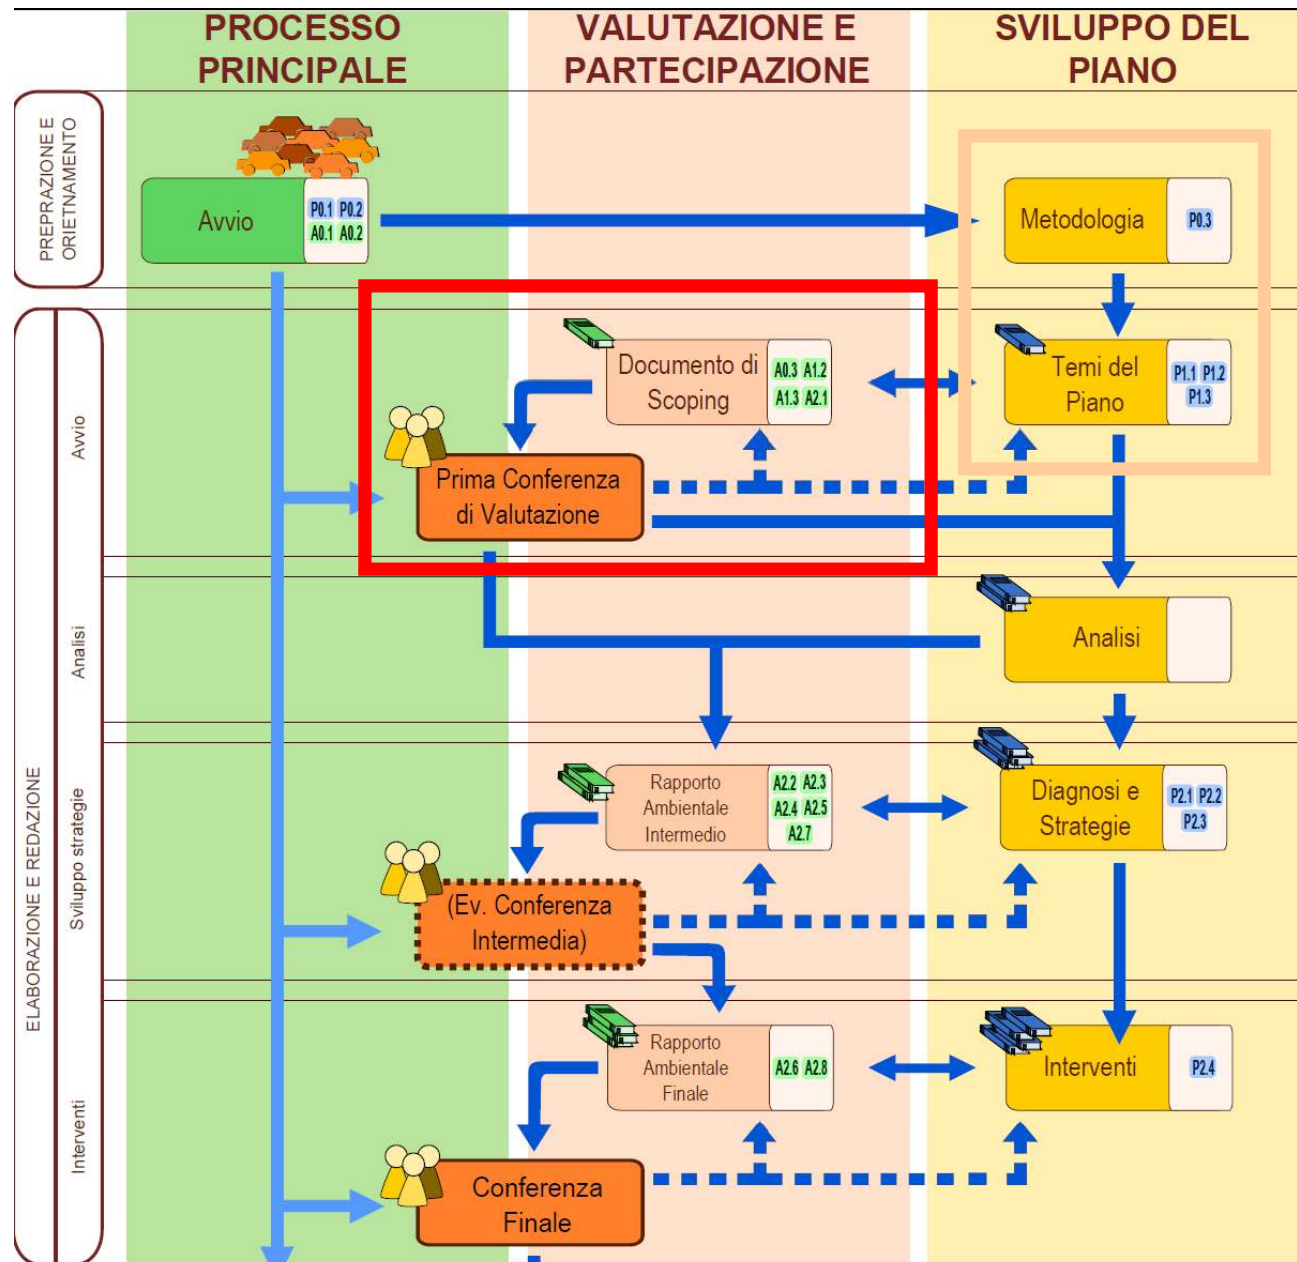 PROCESSO
PRINCIPALE
VALUTAZIONE E
PARTECIPAZIONE
SVILUPPO DEL
PIANO
PREPRAZIONE E
ORIETNAMENTO
Avvio
P0.1 P0.2
A0.1 A0.2
Metodologia
P0.3
ELABORAZIONE E REDAZIONE
Avvio
Documento di
Scoping
A0.3 A1.2
A1.3 A2.1
Temi del
Piano
P1.1 P1.2
P1.3
Prima Conferenza
di Valutazione
Analisi
Analisi
Sviluppo strategie
Rapporto
Ambientale
Intermedio
A2.2 A2.3
A2.4 A2.5
A2.7
Diagnosi e
Strategie
P2.1 P2.2
P2.3
(Ev. Conferenza
Intermedia)
Interventi
Rapporto
Ambientale
Finale
A2.6 A2.8
Interventi
P2.4
Conferenza
Finale